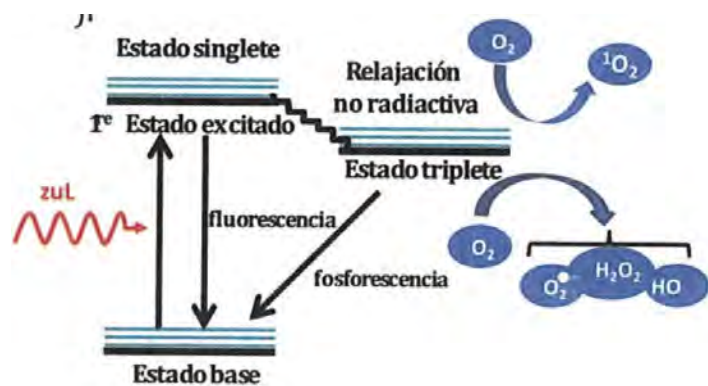 Estado singlete
1re Estado excitado
zuL
fluorescencia
Estado base
Relajación
no radiactiva
Estado triplete
fosforescencia
O2
1O2
O2
O2
H2O2
HO